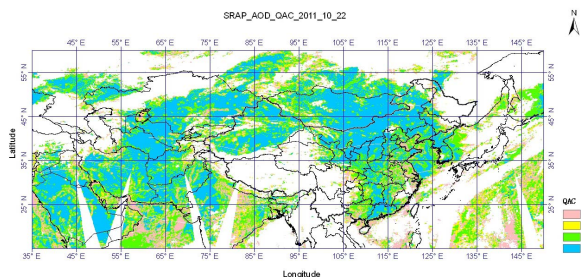 SRAP_AOD_QAC_2011_10_22
N
45° E 55° E 65° E 75° E 85° E 95° E 105° E 115° E 125° E 135° E 145° E
55° N 55° N
45° N 45° N
Latitude
35° N 35° N
25° N 25° N
QAC
35° E 45° E 55° E 65° E 75° E 85° E 95° E 105° E 115° E 125° E 135° E 145° E
Longitude